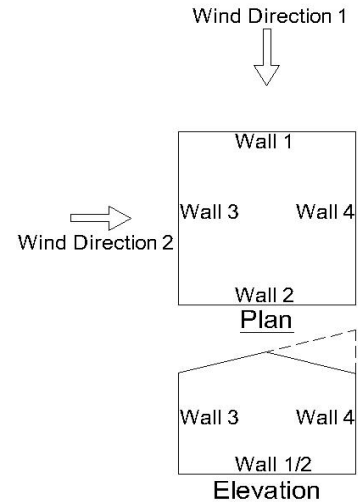 Wind Direction 1
Wall 1
Wall 3 Wall 4
Wind Direction 2
Wall 2
Plan
Wall 3 Wall 4
Wall 1/2
Elevation